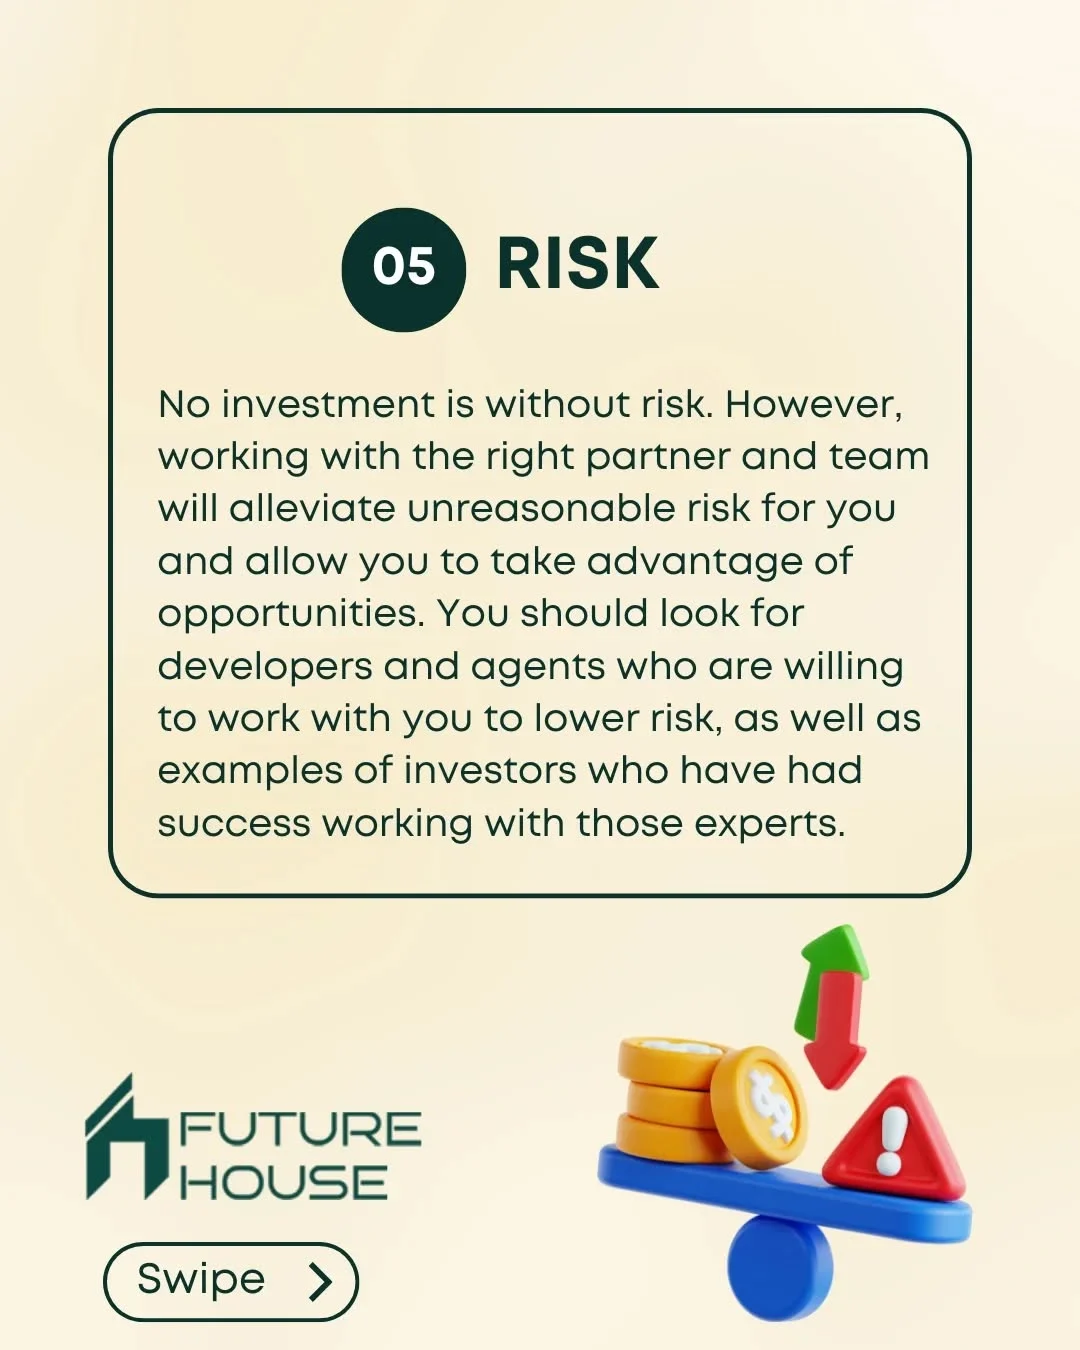 05 RISK
No investment is without risk. However,
working with the right partner and team
will alleviate unreasonable risk for you
and allow you to take advantage of
opportunities. You should look for
developers and agents who are willing
to work with you to lower risk, as well as
examples of investors who have had
success working with those experts.
FUTURE
HOUSE
Swipe
$
!